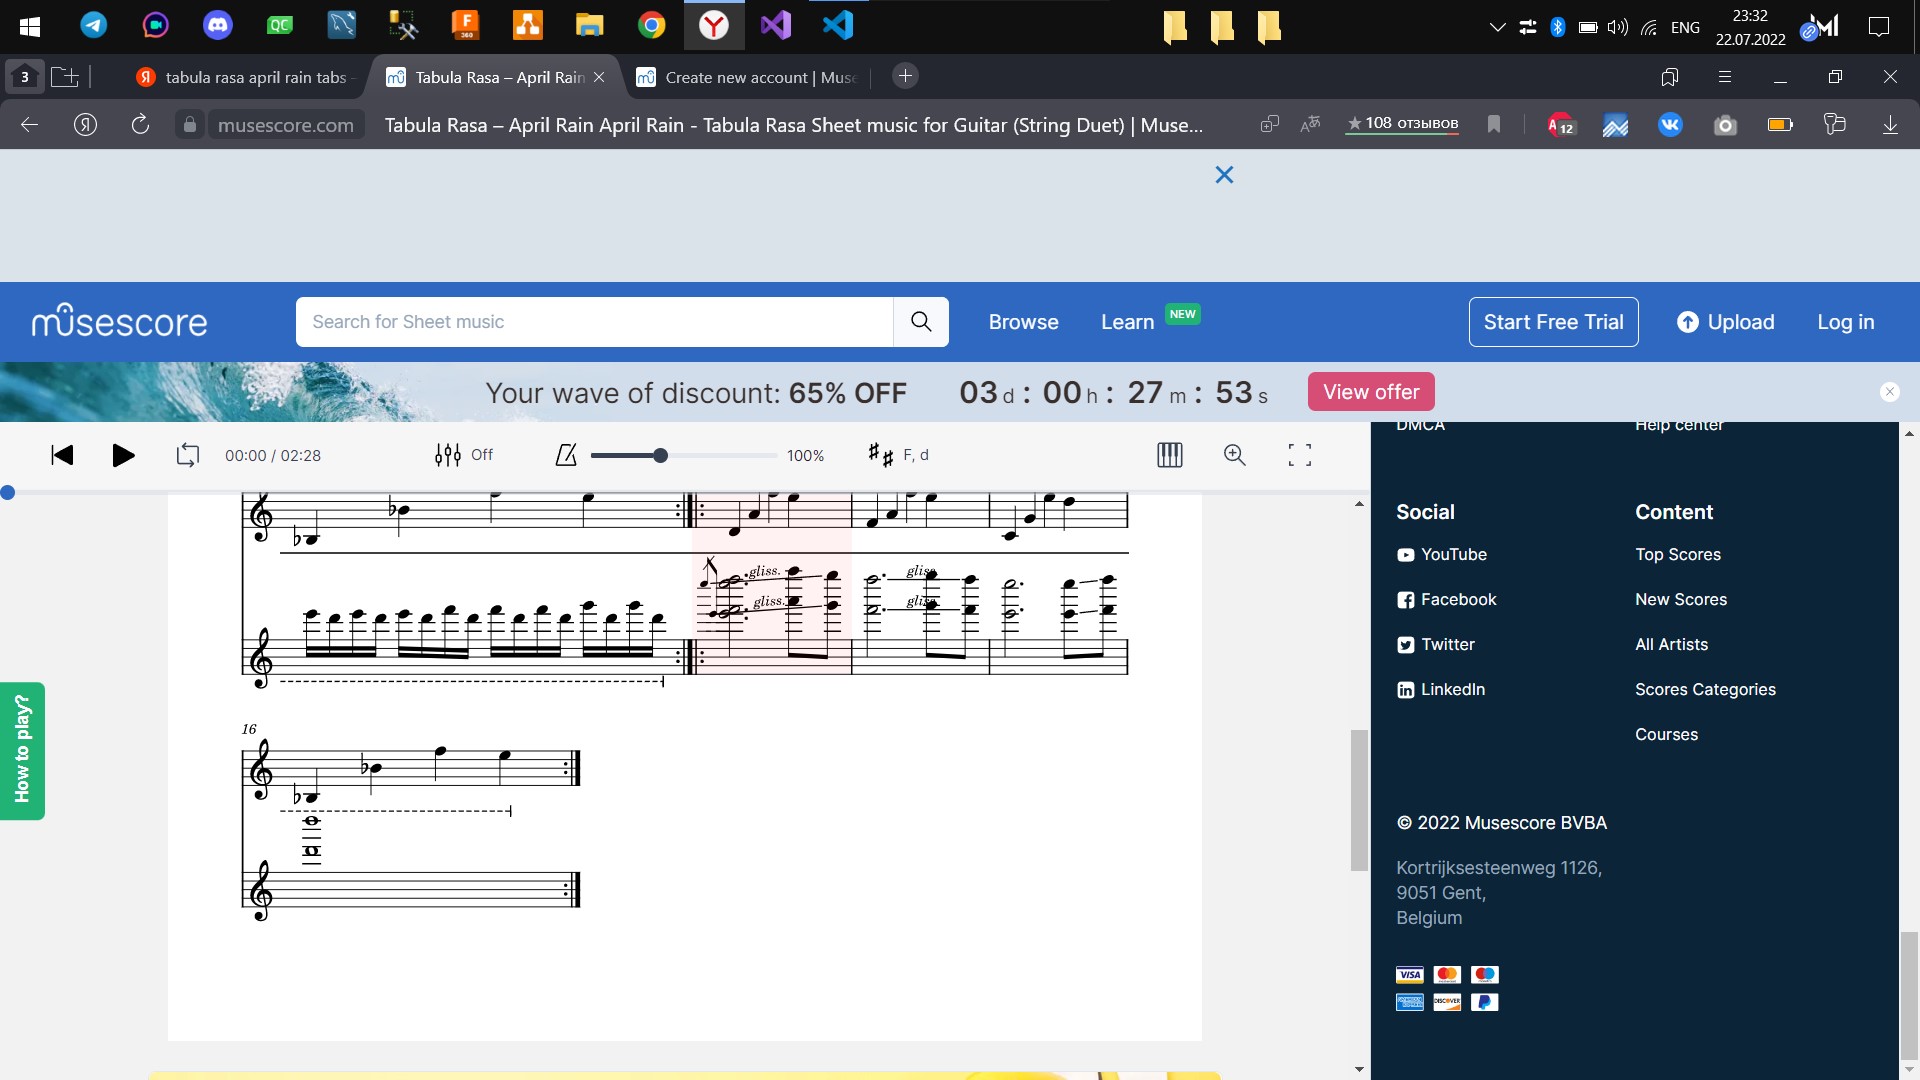 QC
F
360
ENG
23:32
22.07.2022
3
tabula rasa april rain tabs
Tabula Rasa – April Rain
Create new account | Muse
musescore.com
Tabula Rasa – April Rain April Rain - Tabula Rasa Sheet music for Guitar (String Duet) | Muse...
★108 отзывов
12
musescore
Search for Sheet music
Browse
Learn
NEW
Start Free Trial
Upload
Log in
Your wave of discount: 65% OFF
03 d : 00 h : 27 m : 53 s
View offer
00:00 / 02:28
Off
100%
F, d
DMCA
Help center
gliss.
gliss.
gliss.
gliss.
16
How to play?
Social
YouTube
Facebook
Twitter
LinkedIn
Content
Top Scores
New Scores
All Artists
Scores Categories
Courses
© 2022 Musescore BVBA
Kortrijksesteenweg 1126,
9051 Gent,
Belgium
VISA
DISCOVER